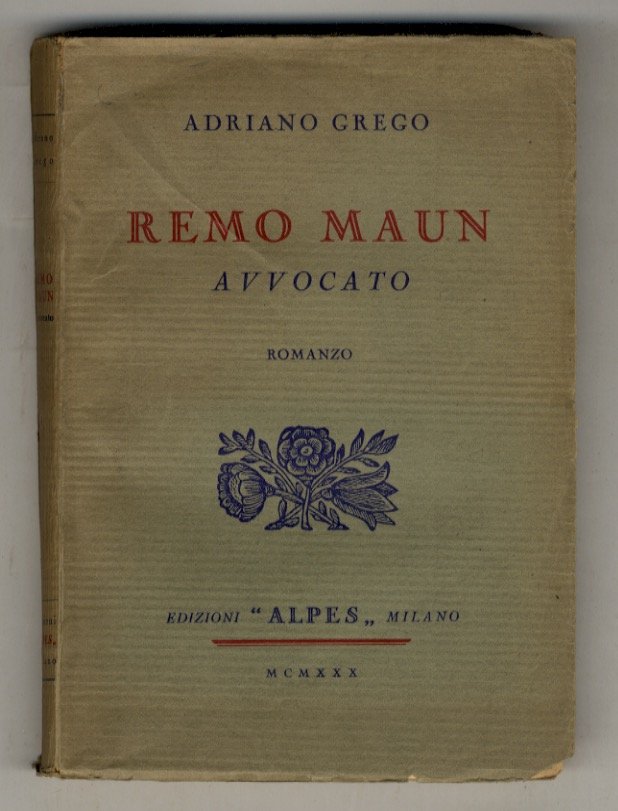 ADRIANO GREGO
REMO MAUN
AVVOCATO
ROMANZO
EDIZIONI “ALPES„ MILANO
MCMXXX